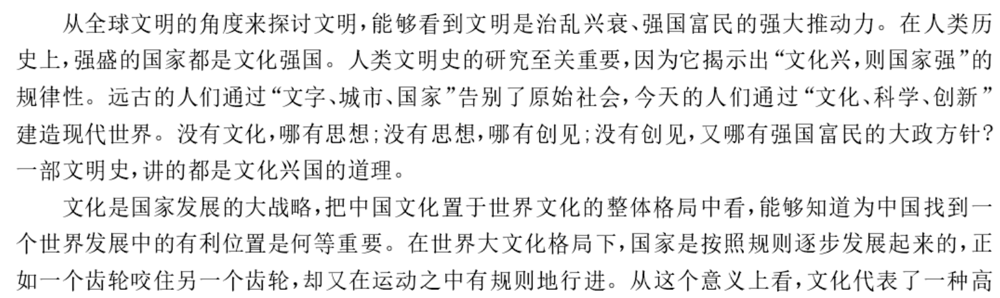 从全球文明的角度来探讨文明,能够看到文明是治乱兴衰、强国富民的强大推动力。在人类历
史上,强盛的国家都是文化强国。人类文明史的研究至关重要,因为它揭示出“文化兴,则国家强”的
规律性。远古的人们通过“文字、城市、国家”告别了原始社会,今天的人们通过“文化、科学、创新”
建造现代世界。没有文化,哪有思想;没有思想,哪有创见;没有创见,又哪有强国富民的大政方针?
一部文明史,讲的都是文化兴国的道理。
文化是国家发展的大战略,把中国文化置于世界文化的整体格局中看,能够知道为中国找到一
个世界发展中的有利位置是何等重要。在世界大文化格局下,国家是按照规则逐步发展起来的,正
如一个齿轮咬住另一个齿轮,却又在运动之中有规则地行进。从这个意义上看,文化代表了一种高